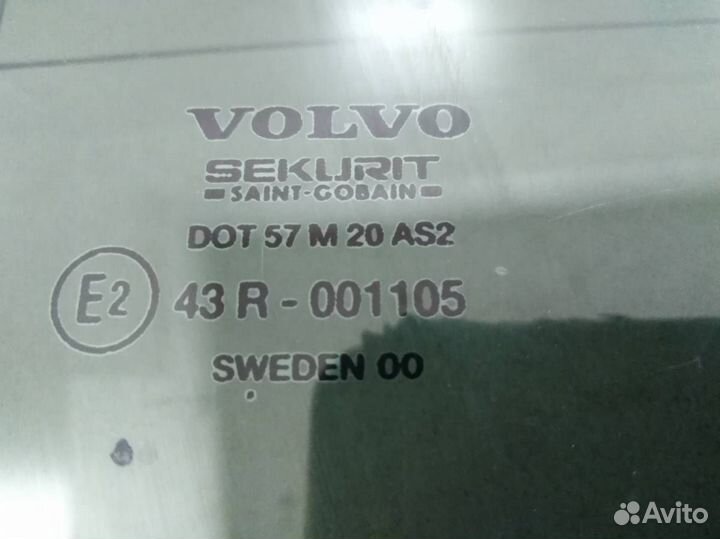 VOLVO
SEKURIT
SAINT-GOBAIN
DOT 57 M 20 AS2
E2 43 R - 001105
SWEDEN 00
Avito